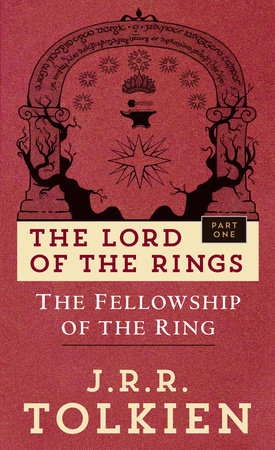 PART
ONE
THE LORD
OF THE RINGS
THE FELLOWSHIP
OF THE RING
J.R.R.
TOLKIEN